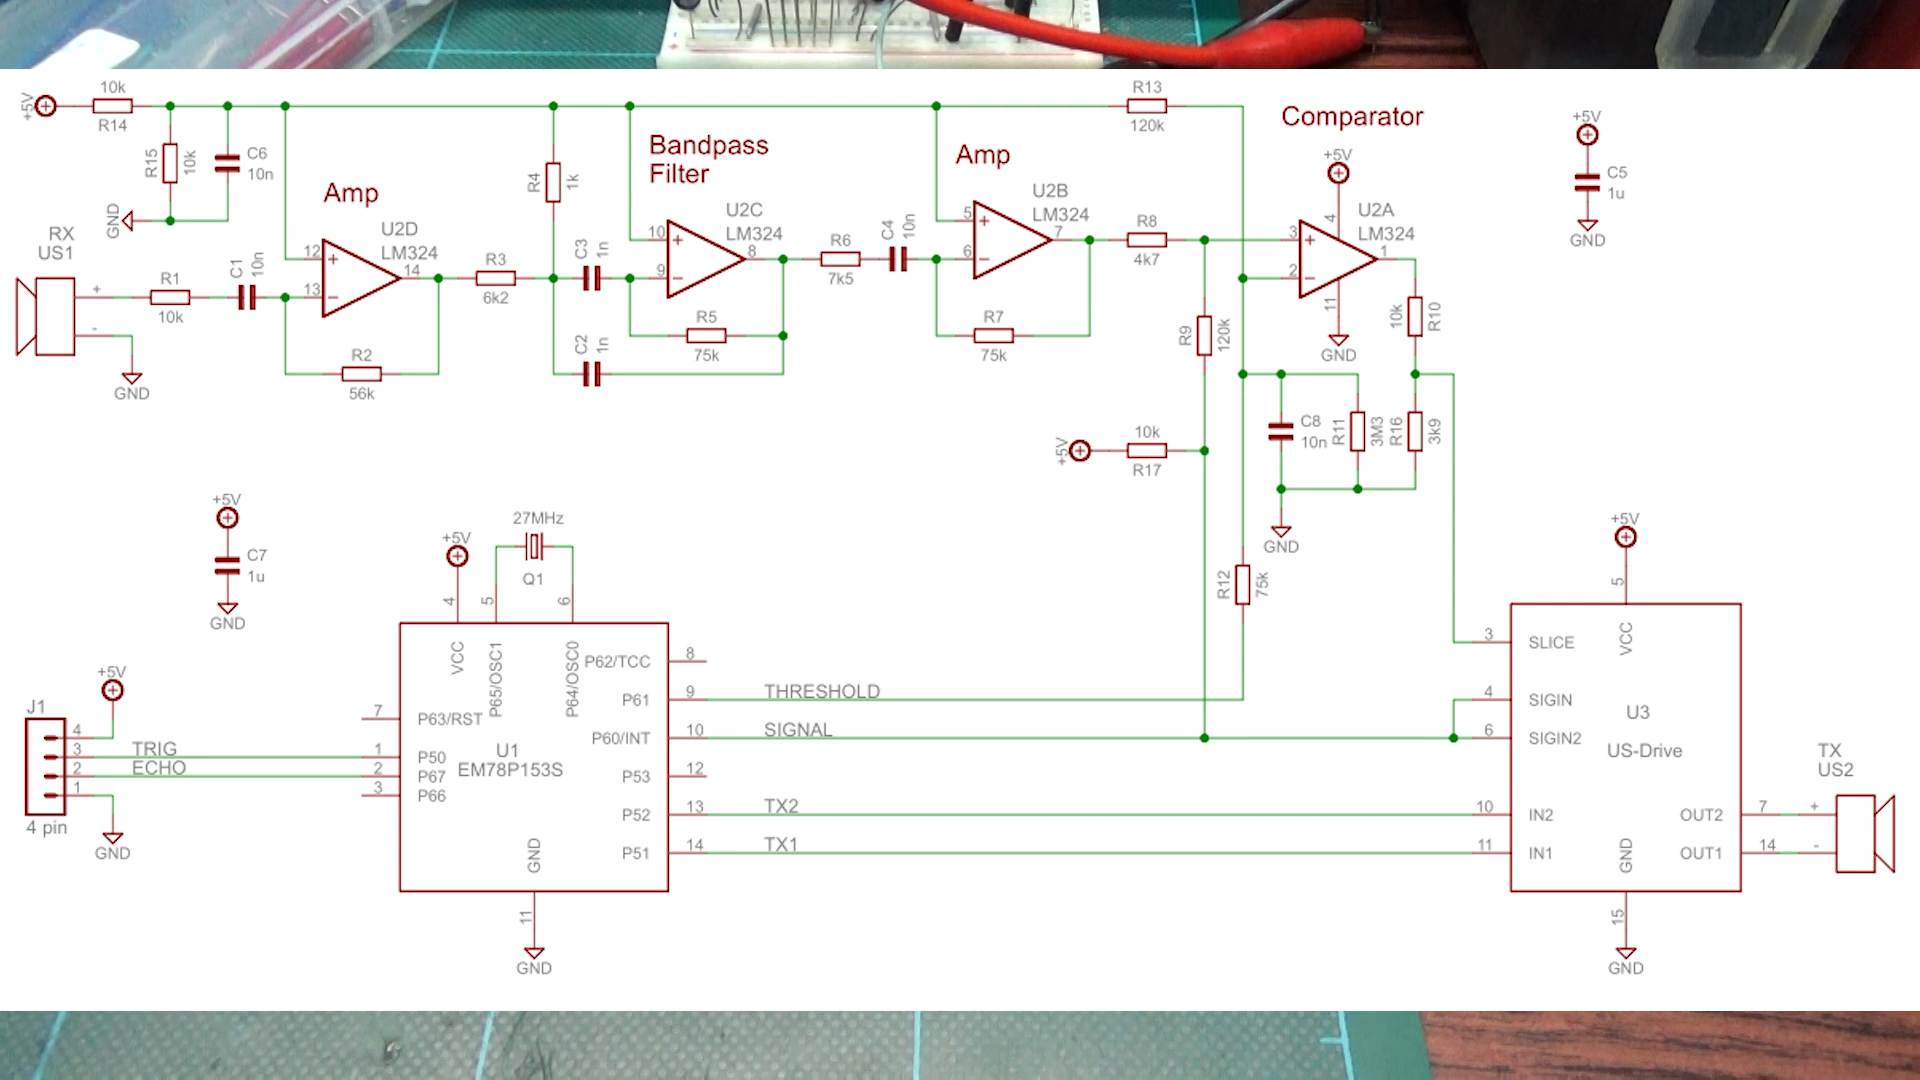 +5V
10k
R14
R15
10k
C6
10n
GND
RX
US1
+
-
GND
R1
10k
C1
10n
Amp
U2D
LM324
12
+
13
-
14
R2
56k
R3
6k2
R4
1k
C3
1n
C2
1n
Bandpass
Filter
U2C
LM324
10
+
9
-
8
R5
75k
R6
7k5
C4
10n
Amp
U2B
LM324
5
+
6
-
7
R7
75k
R8
4k7
R13
120k
Comparator
+5V
4
U2A
LM324
3
+
2
-
1
11
GND
R9
120k
10k
R10
+5V
C5
1u
GND
+5V
10k
R17
C8
10n
R11
3M3
R16
3k9
GND
R12
75k
+5V
C7
1u
GND
27MHz
Q1
+5V
4
5
6
VCC
P65/OSC1
P64/OSC0
P62/TCC
8
P61
9
THRESHOLD
P60/INT
10
SIGNAL
P53
12
P52
13
TX2
P51
14
TX1
7
P63/RST
U1
EM78P153S
1
P50
2
P67
3
P66
GND
11
GND
J1
+5V
4
3
TRIG
2
ECHO
1
4 pin
GND
+5V
5
VCC
3
SLICE
4
SIGIN
6
SIGIN2
U3
US-Drive
10
IN2
11
IN1
OUT2
7
+
OUT1
14
-
GND
15
GND
TX
US2